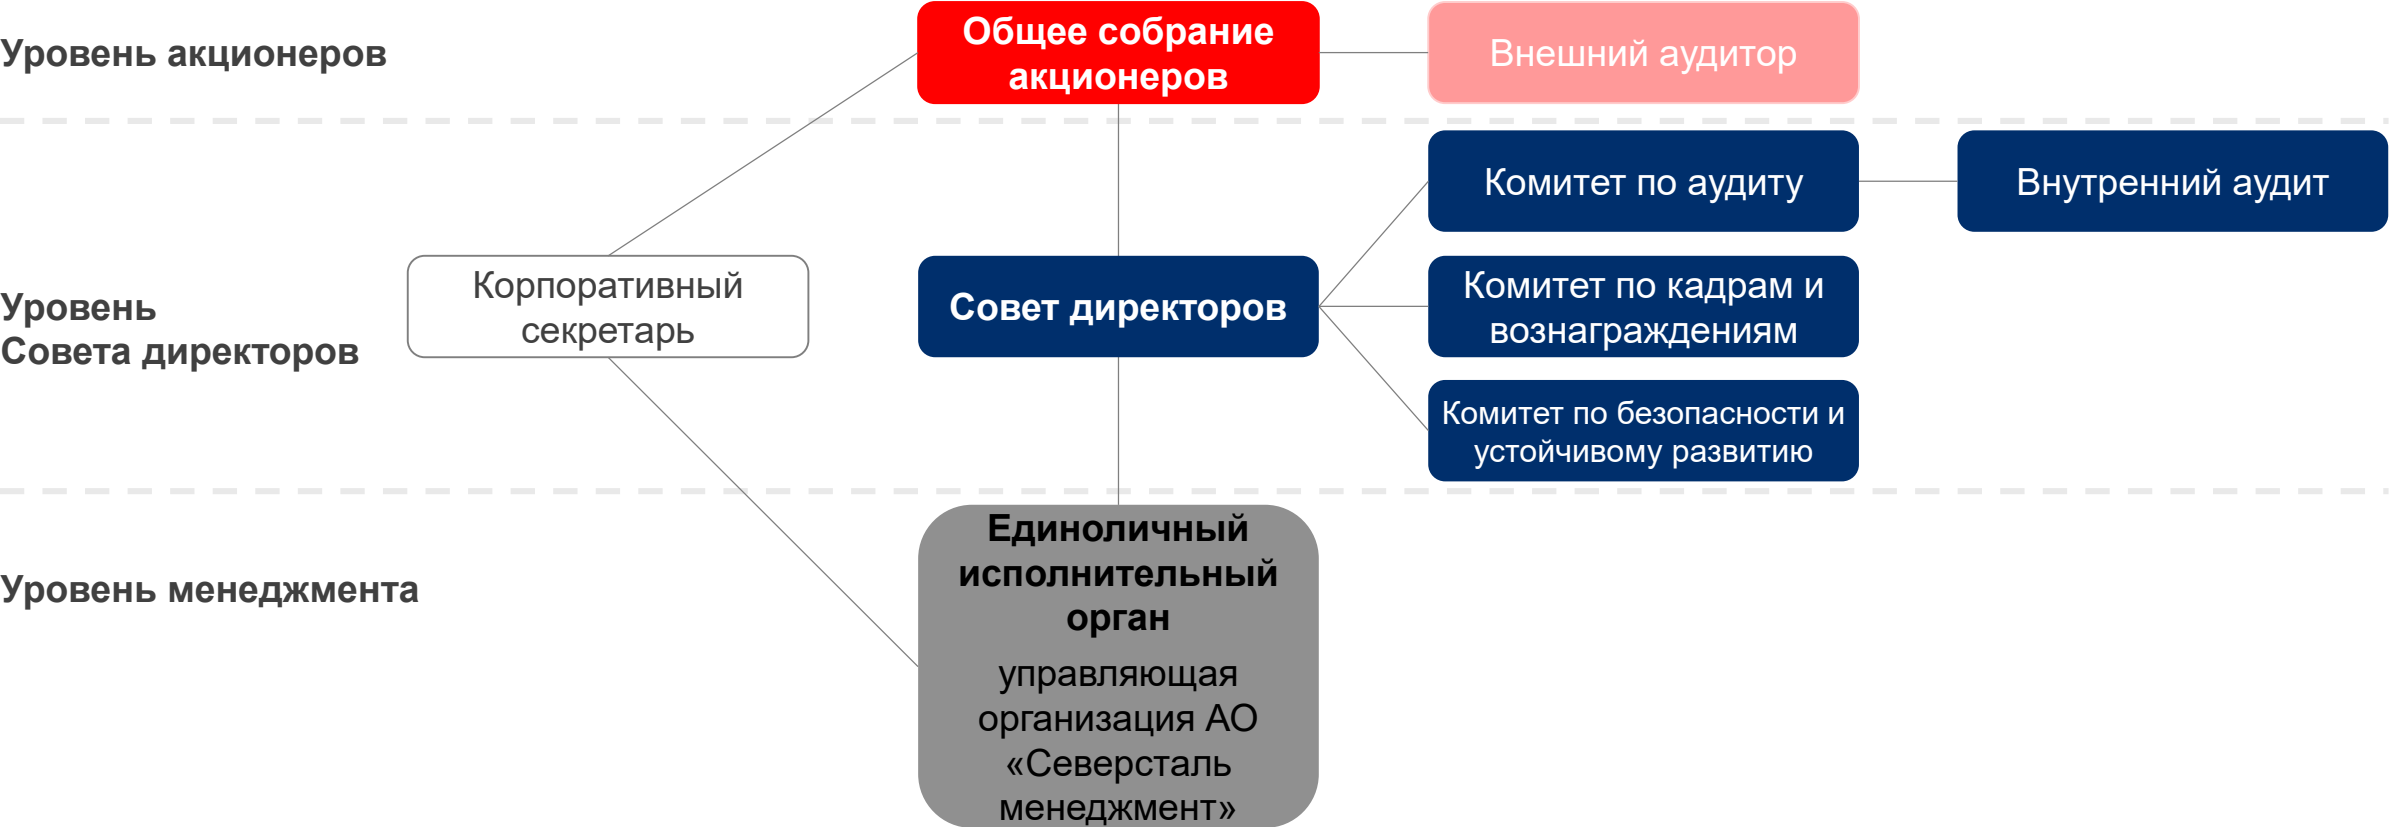 Уровень акционеров
Общее собрание
акционеров
Внешний аудитор
Комитет по аудиту
Внутренний аудит
Уровень
Совета директоров
Корпоративный
секретарь
Совет директоров
Комитет по кадрам и
вознаграждениям
Комитет по безопасности и
устойчивому развитию
Уровень менеджмента
Единоличный
исполнительный
орган
управляющая
организация АО
«Северсталь
менеджмент»